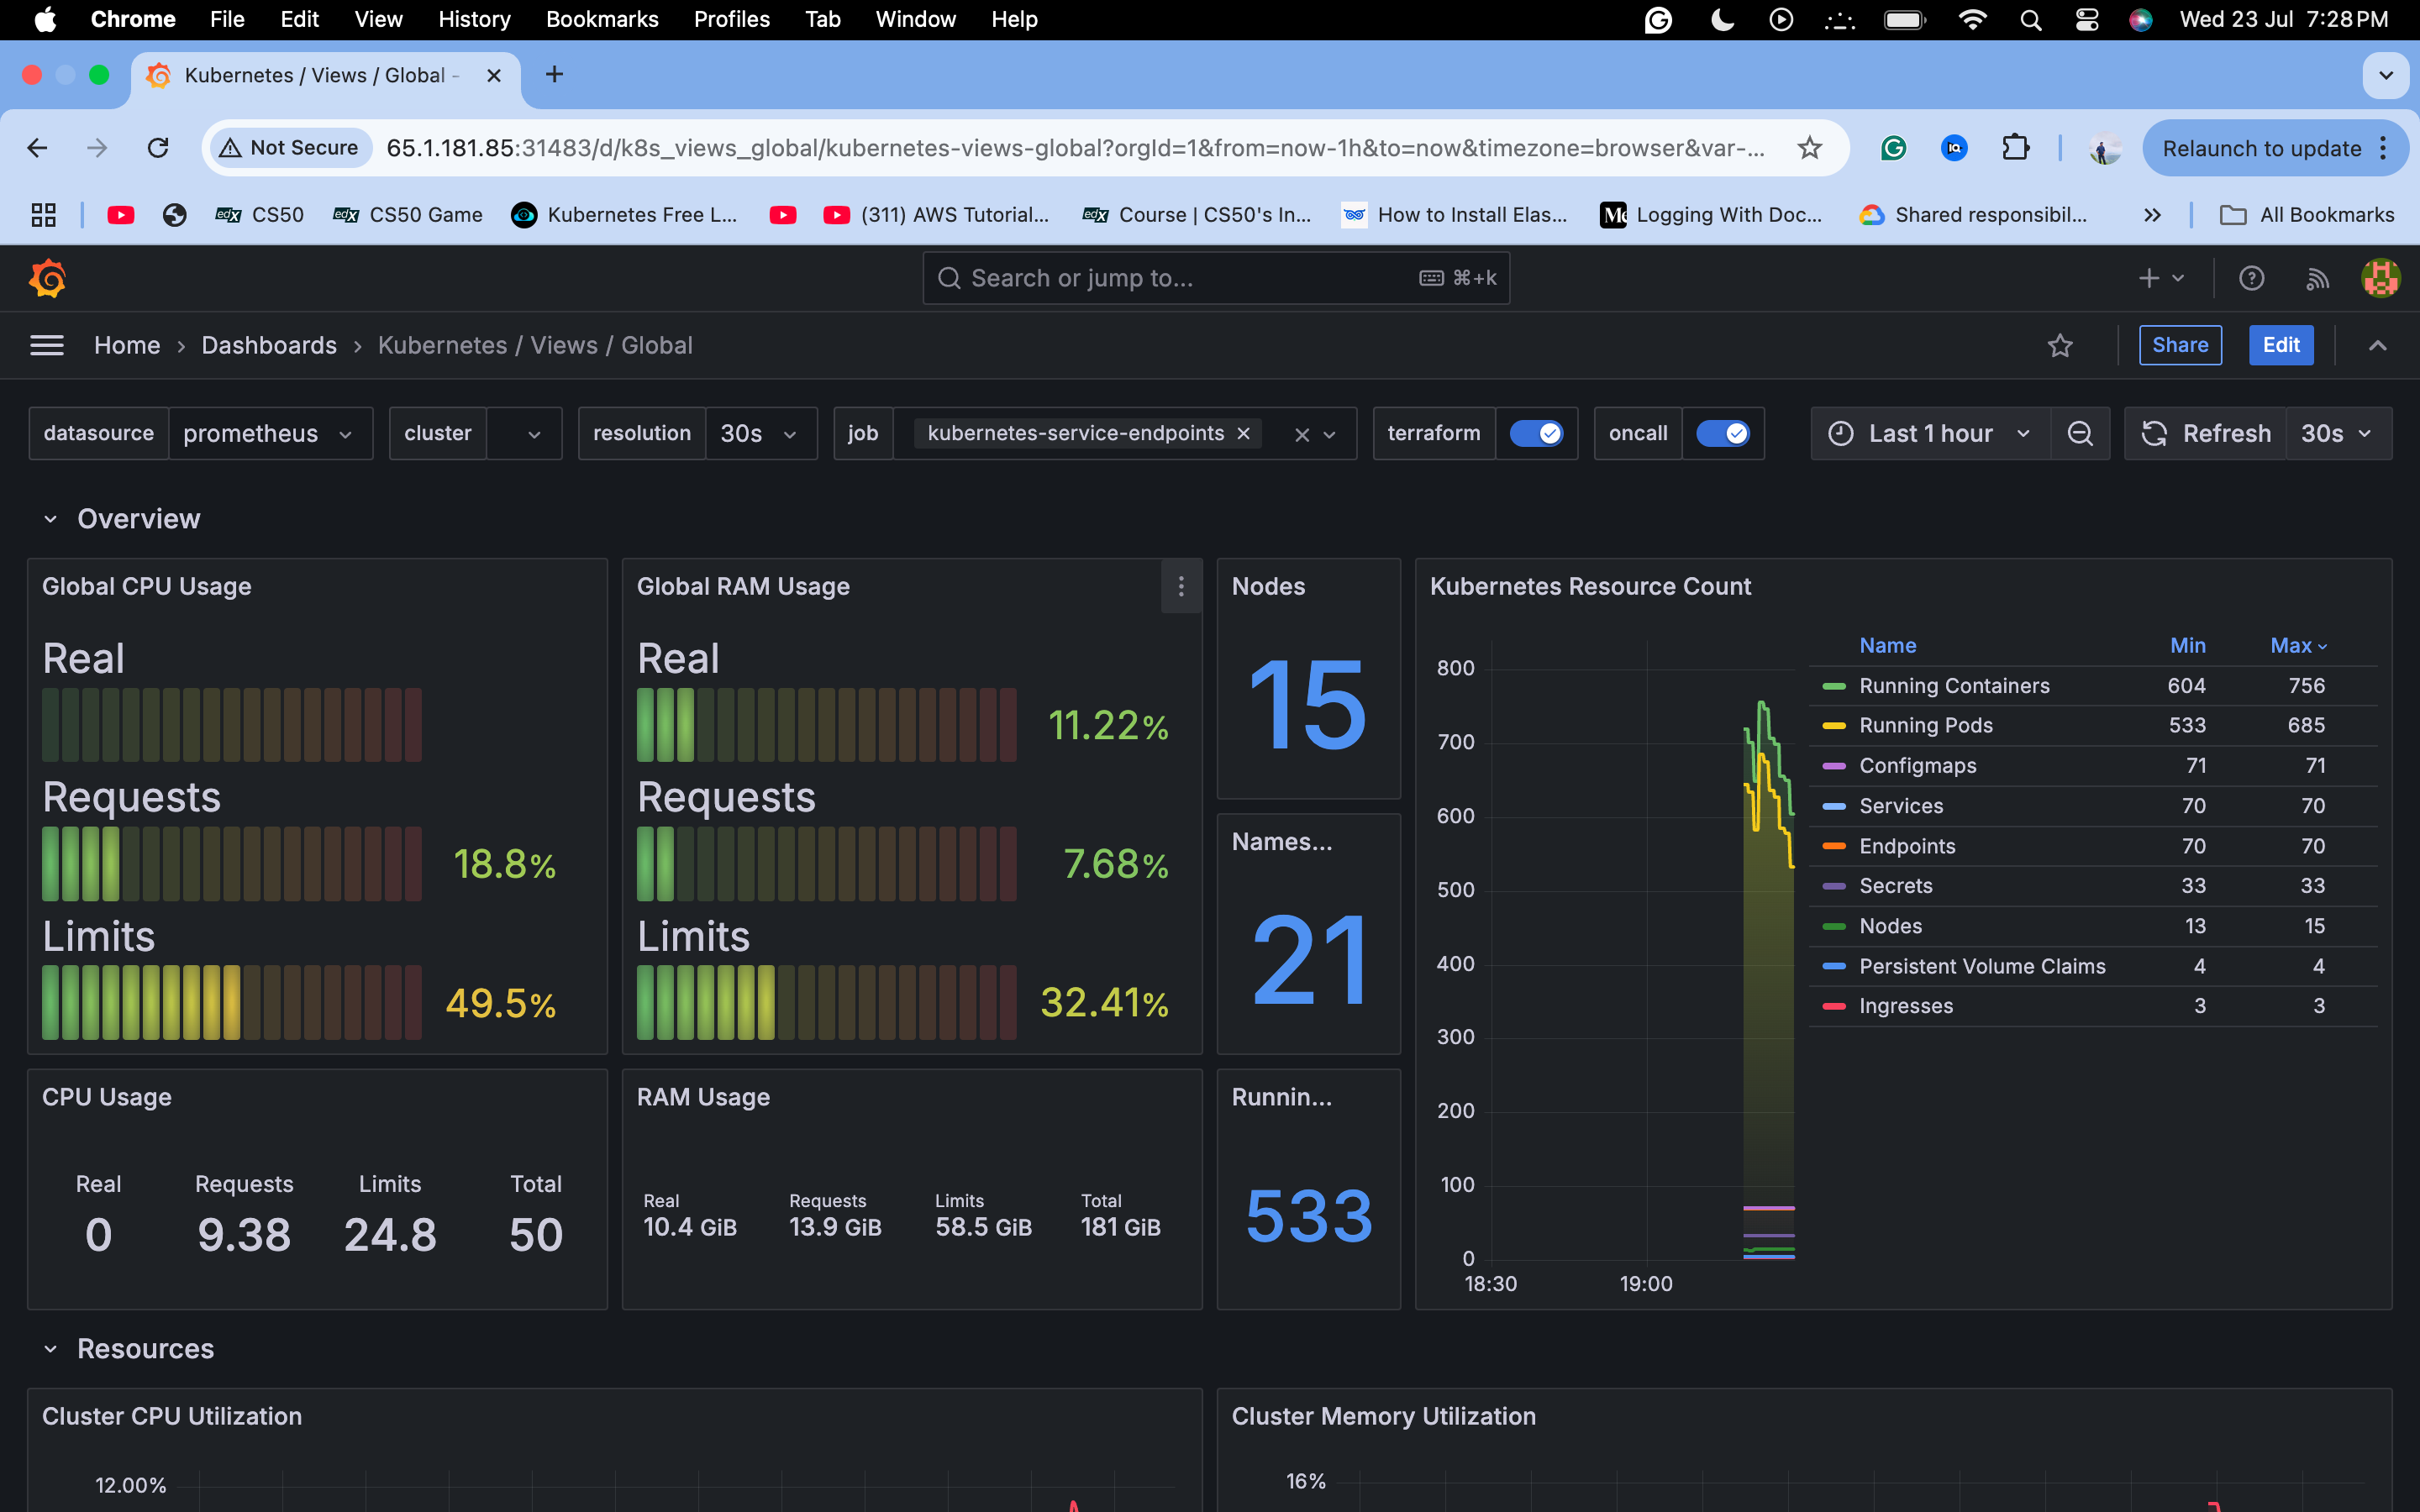 Chrome File Edit View History Bookmarks Profiles Tab Window Help Wed 23 Jul 7:28 PM
Kubernetes / Views / Global -
Not Secure 65.1.181.85:31483/d/k8s_views_global/kubernetes-views-global?orgId=1&from=now-1h&to=now&timezone=browser&var-... Relaunch to update
CS50 CS50 Game Kubernetes Free L... (311) AWS Tutorial... Course | CS50's In... How to Install Elas... Logging With Doc... Shared responsibil... All Bookmarks
Search or jump to... ⌘+k
Home › Dashboards › Kubernetes / Views / Global Share Edit
datasource prometheus cluster resolution 30s job kubernetes-service-endpoints terraform oncall Last 1 hour Refresh 30s
Overview
Global CPU Usage
Real
Requests
18.8%
Limits
49.5%
Global RAM Usage
Real
11.22%
Requests
7.68%
Limits
32.41%
Nodes
15
Names...
21
Kubernetes Resource Count
800
700
600
500
400
300
200
100
0
18:30 19:00
Name Min Max
Running Containers 604 756
Running Pods 533 685
Configmaps 71 71
Services 70 70
Endpoints 70 70
Secrets 33 33
Nodes 13 15
Persistent Volume Claims 4 4
Ingresses 3 3
CPU Usage
Real Requests Limits Total
0 9.38 24.8 50
RAM Usage
Real Requests Limits Total
10.4 GiB 13.9 GiB 58.5 GiB 181 GiB
Runnin...
533
Resources
Cluster CPU Utilization
12.00%
Cluster Memory Utilization
16%